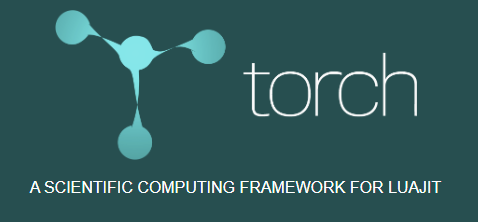 torch
A SCIENTIFIC COMPUTING FRAMEWORK FOR LUAJIT